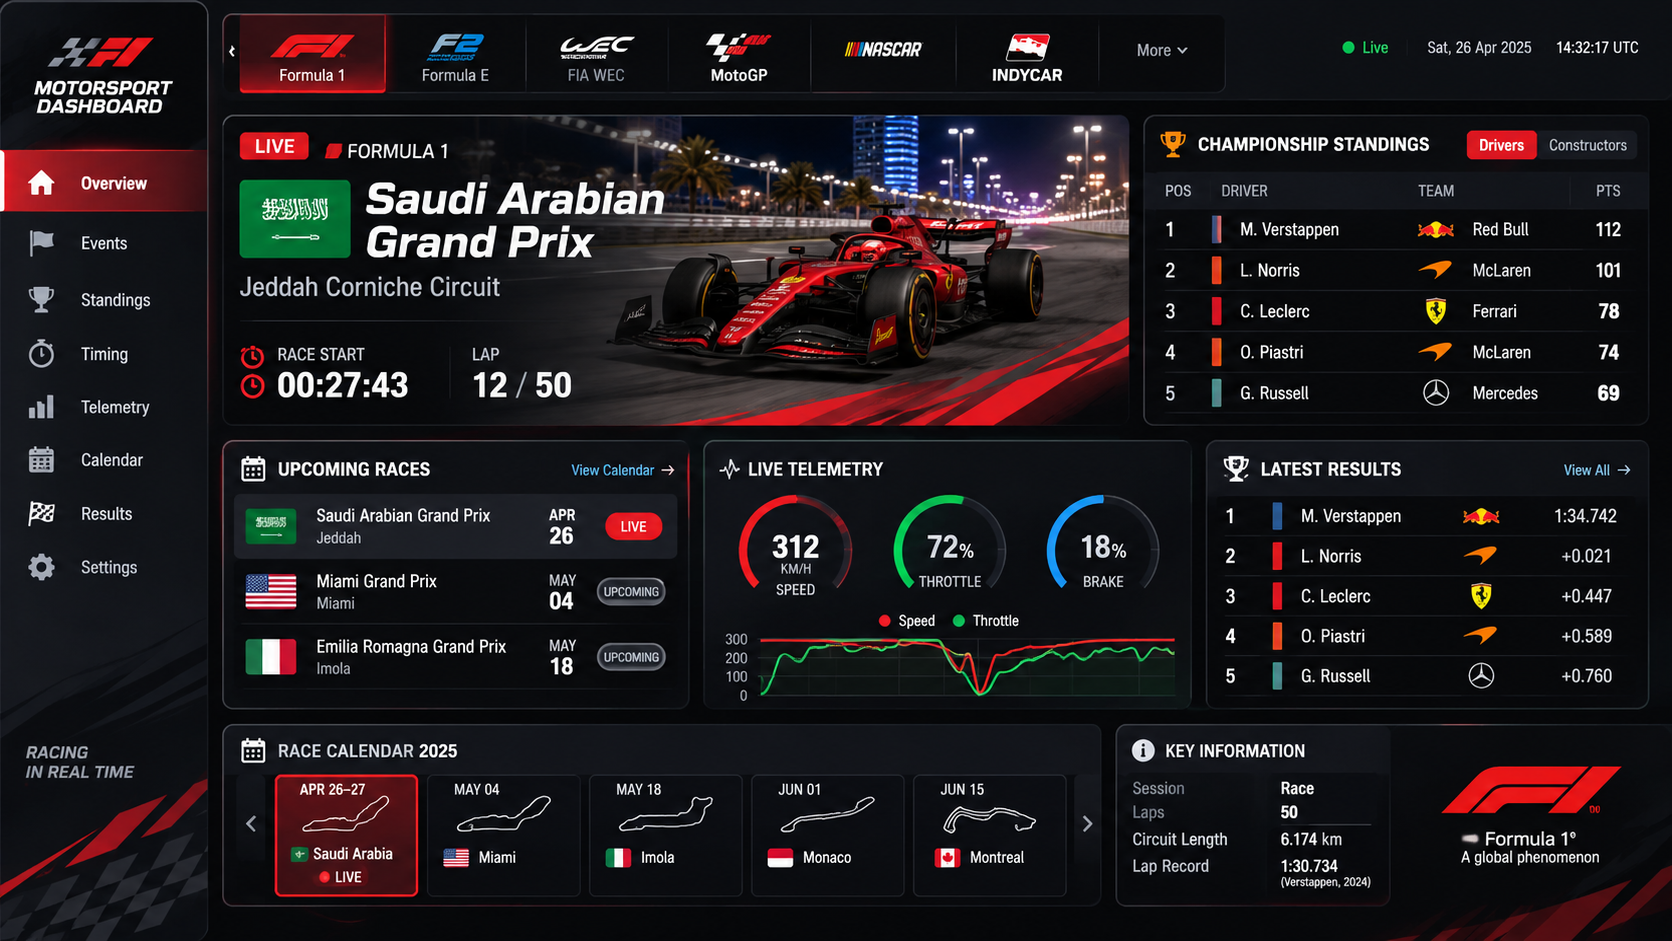 MOTORSPORT
DASHBOARD
Overview
Events
Standings
Timing
Telemetry
Calendar
Results
Settings
RACING
IN REAL TIME
F1
Formula 1
F2
Formula E
WEC
FIA WEC
MotoGP
NASCAR
INDYCAR
More
Live
Sat, 26 Apr 2025
14:32:17 UTC
LIVE
FORMULA 1
Saudi Arabian
Grand Prix
Jeddah Corniche Circuit
RACE START
00:27:43
LAP
12 / 50
CHAMPIONSHIP STANDINGS
Drivers
Constructors
POS DRIVER TEAM PTS
1 M. Verstappen Red Bull 112
2 L. Norris McLaren 101
3 C. Leclerc Ferrari 78
4 O. Piastri McLaren 74
5 G. Russell Mercedes 69
UPCOMING RACES
View Calendar →
Saudi Arabian Grand Prix
Jeddah
APR
26
LIVE
Miami Grand Prix
Miami
MAY
04
UPCOMING
Emilia Romagna Grand Prix
Imola
MAY
18
UPCOMING
LIVE TELEMETRY
312
KM/H
SPEED
72%
THROTTLE
18%
BRAKE
Speed
Throttle
300
200
100
0
LATEST RESULTS
View All →
1 M. Verstappen 1:34.742
2 L. Norris +0.021
3 C. Leclerc +0.447
4 O. Piastri +0.589
5 G. Russell +0.760
RACE CALENDAR 2025
APR 26–27
Saudi Arabia
LIVE
MAY 04
Miami
MAY 18
Imola
JUN 01
Monaco
JUN 15
Montreal
KEY INFORMATION
Session Race
Laps 50
Circuit Length 6.174 km
Lap Record 1:30.734
(Verstappen, 2024)
F1
Formula 1®
A global phenomenon